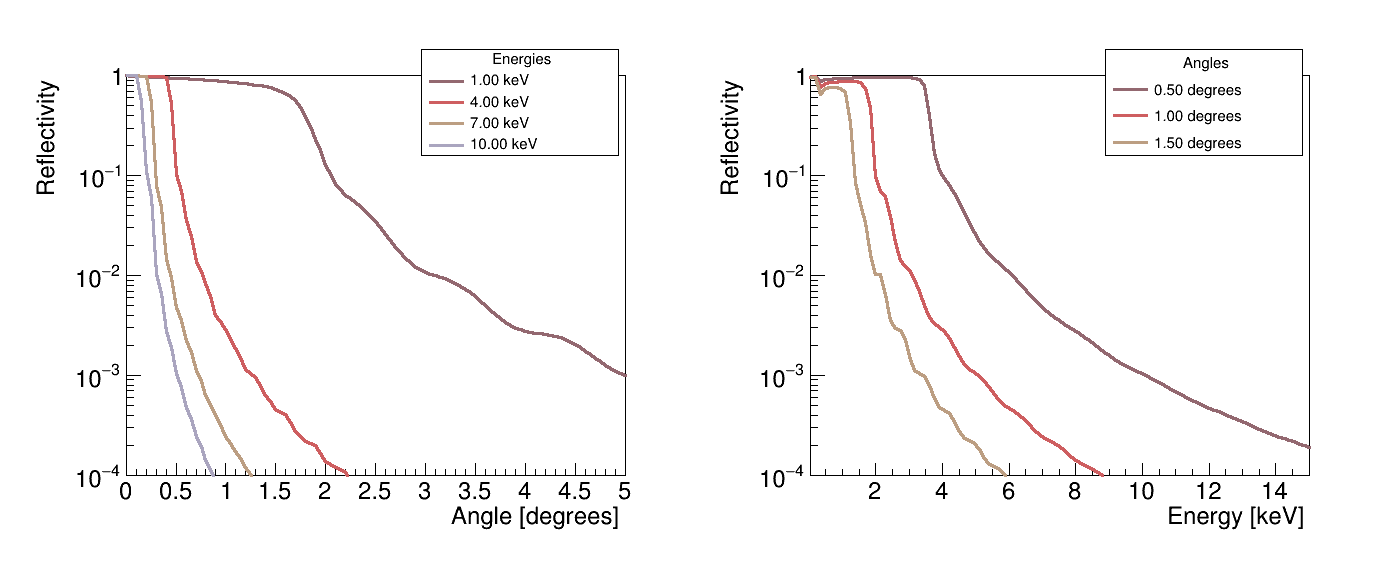 Energies
1.00 keV
4.00 keV
7.00 keV
10.00 keV
Reflectivity
1
10⁻¹
10⁻²
10⁻³
10⁻⁴
0 0.5 1 1.5 2 2.5 3 3.5 4 4.5 5
Angle [degrees]
Angles
0.50 degrees
1.00 degrees
1.50 degrees
Reflectivity
1
10⁻¹
10⁻²
10⁻³
10⁻⁴
2 4 6 8 10 12 14
Energy [keV]